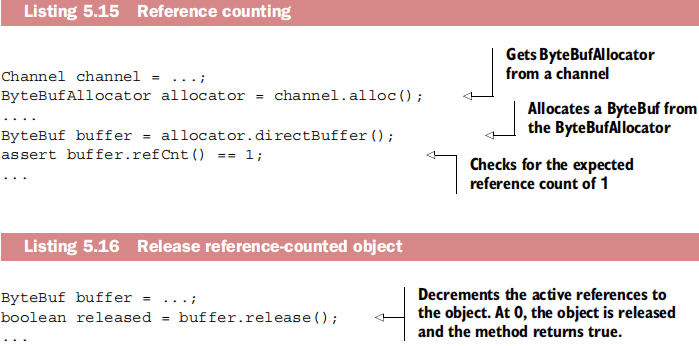 Listing 5.15 Reference counting
Gets ByteBufAllocator
from a channel
Channel channel = ...;
ByteBufAllocator allocator = channel.alloc();
....
Allocates a ByteBuf from
the ByteBufAllocator
ByteBuf buffer = allocator.directBuffer();
assert buffer.refCnt() == 1;
...
Checks for the expected
reference count of 1
Listing 5.16 Release reference-counted object
ByteBuf buffer = ...;
boolean released = buffer.release();
...
Decrements the active references to
the object. At 0, the object is released
and the method returns true.